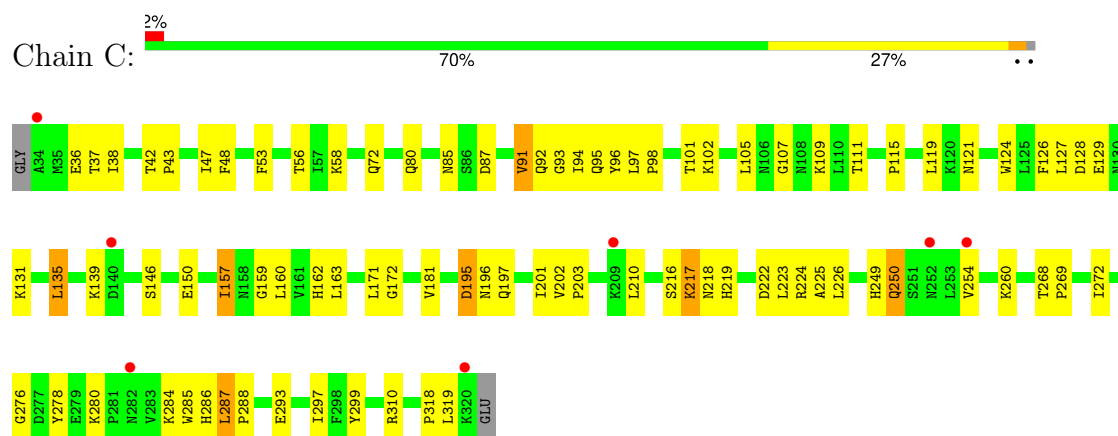 2%
Chain C:
70% 27% • •
GLY A34 M35 E36 T37 I38 T42 P43 I47 F48 F53 T56 I57 K58 Q72 Q80 N85 S86 D87 V91 Q92 G93 I94 Q95 Y96 L97 P98 T101 K102 L105 N106 G107 N108 K109 L110 T111 P115 L119 K120 N121 W124 L125 F126 L127 D128 E129 N130
K131 L135 K139 D140 S146 E150 I157 N158 G159 L160 V161 H162 L163 L171 G172 V181 D195 N196 Q197 I201 V202 P203 K209 L210 S216 K217 N218 H219 D222 L223 R224 A225 L226 H249 Q250 S251 N252 L253 V254 K260 T268 P269 I272
G276 D277 Y278 E279 K280 P281 N282 V283 K284 W285 H286 L287 P288 E293 I297 F298 Y299 R310 P318 L319 K320 GLU